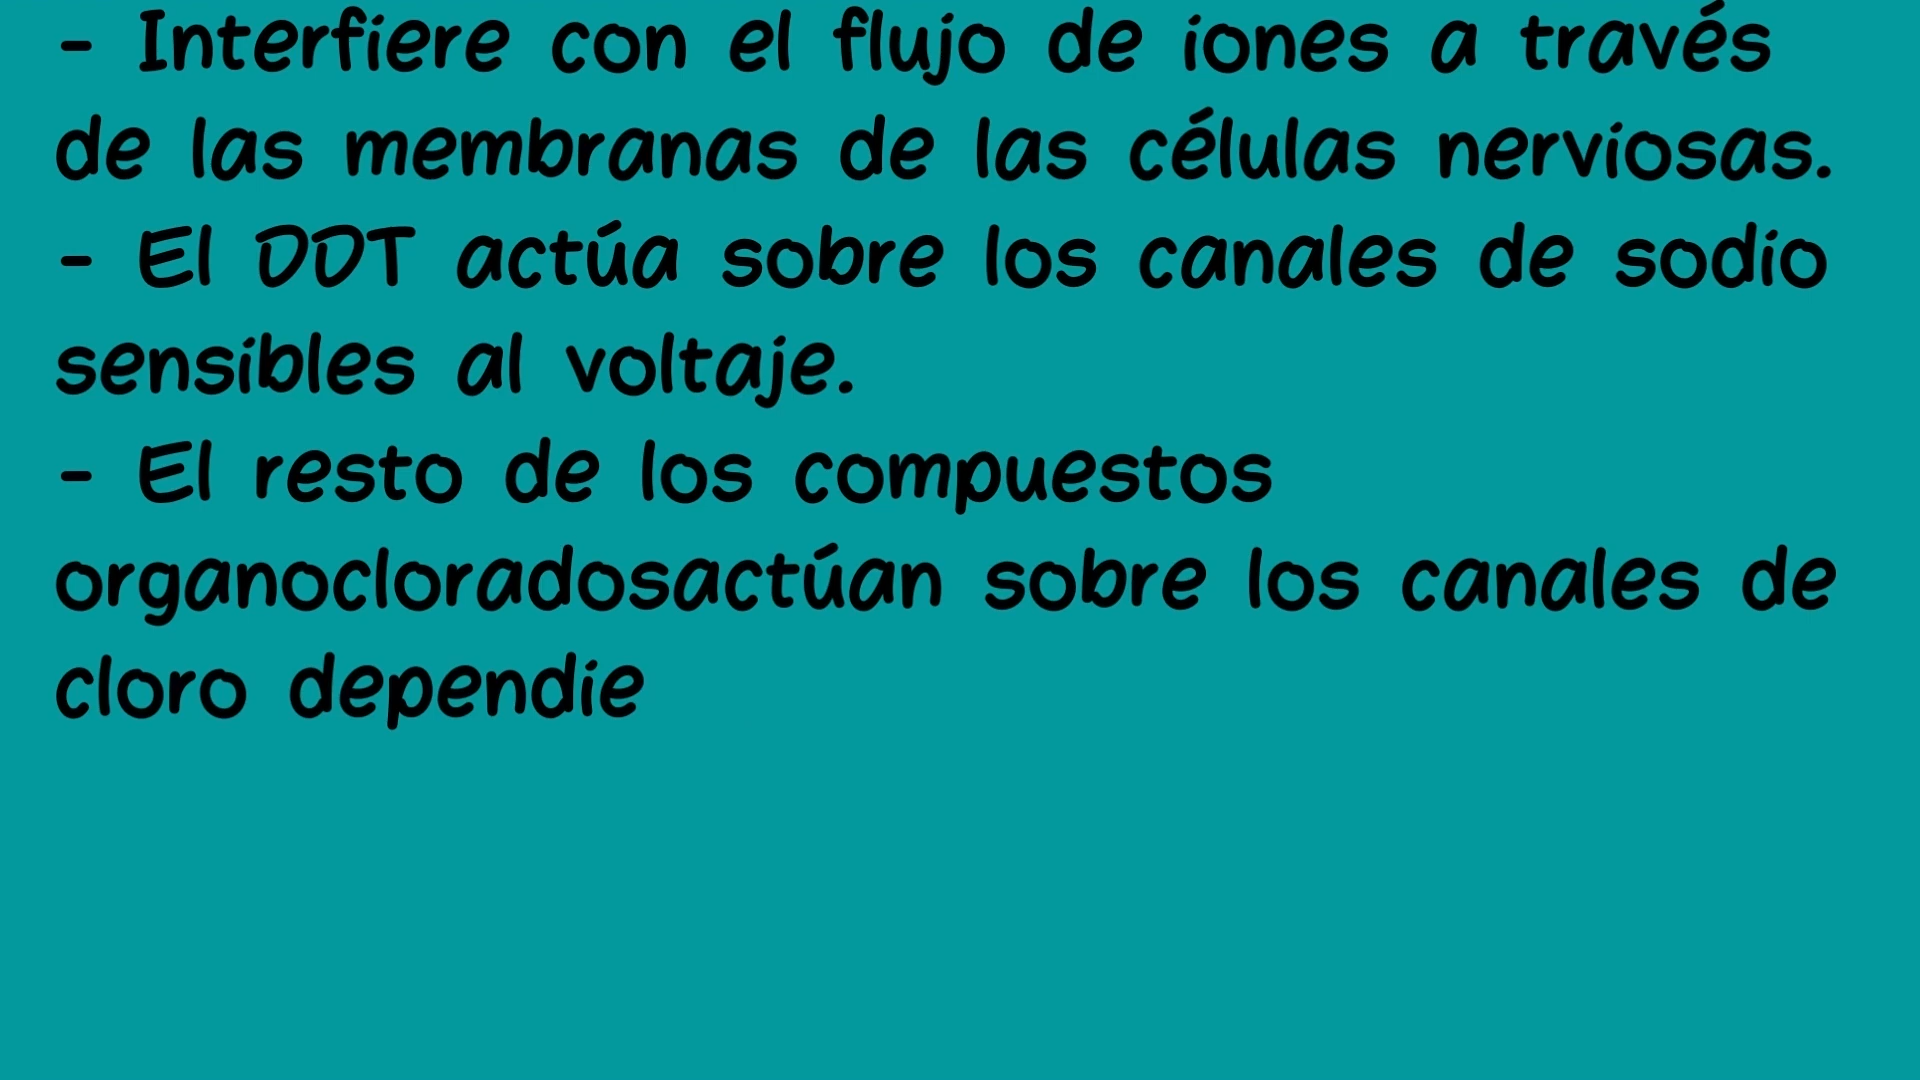 - Interfiere con el flujo de iones a través
de las membranas de las células nerviosas.
- El DDT actúa sobre los canales de sodio
sensibles al voltaje.
- El resto de los compuestos
organocloradosactúan sobre los canales de
cloro dependie